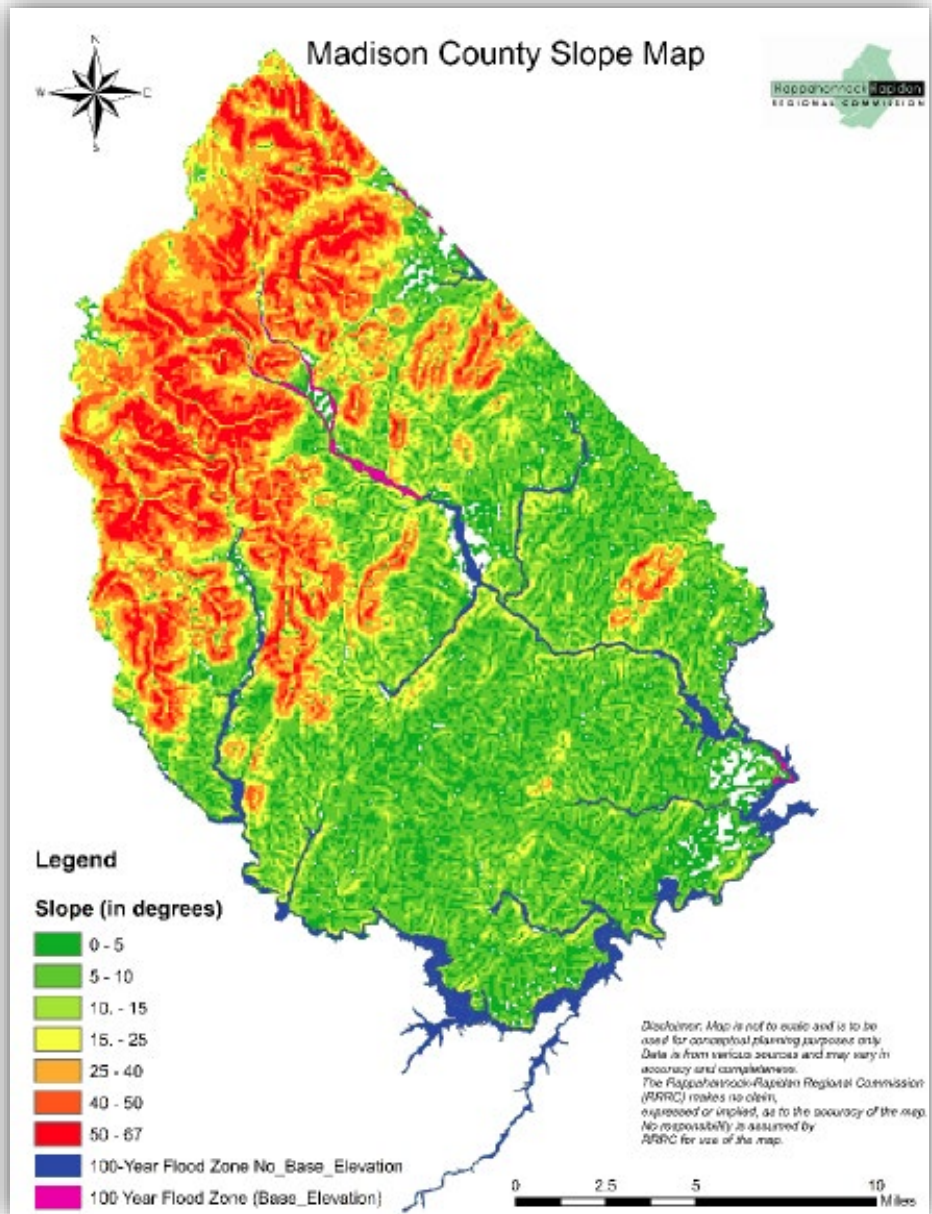 Madison County Slope Map
N
W
E
S
Rappahannock Rapidan
REGIONAL COMMISSION
Legend
Slope (in degrees)
0 - 5
5 - 10
10. - 15
15. - 25
25 - 40
40 - 50
50 - 67
100-Year Flood Zone No_Base_Elevation
100 Year Flood Zone (Base_Elevation)
Disclaimer: Map is not to scale and is to be
used for conceptual planning purposes only.
Data is from various sources and may vary in
accuracy and completeness.
The Rappahannock-Rapidan Regional Commission
(RRRC) makes no claim,
expressed or implied, as to the accuracy of the map.
No responsibility is assumed by
RRRC for use of the map.
0 2.5 5 10
Miles